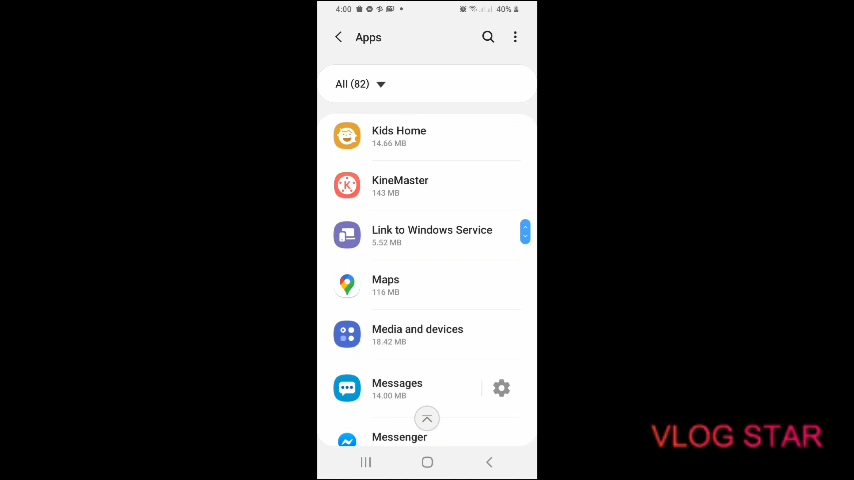 4:00
40%
Apps
All (82)
Kids Home
14.66 MB
KineMaster
143 MB
Link to Windows Service
5.52 MB
Maps
116 MB
Media and devices
18.42 MB
Messages
14.00 MB
Messenger
VLOG STAR